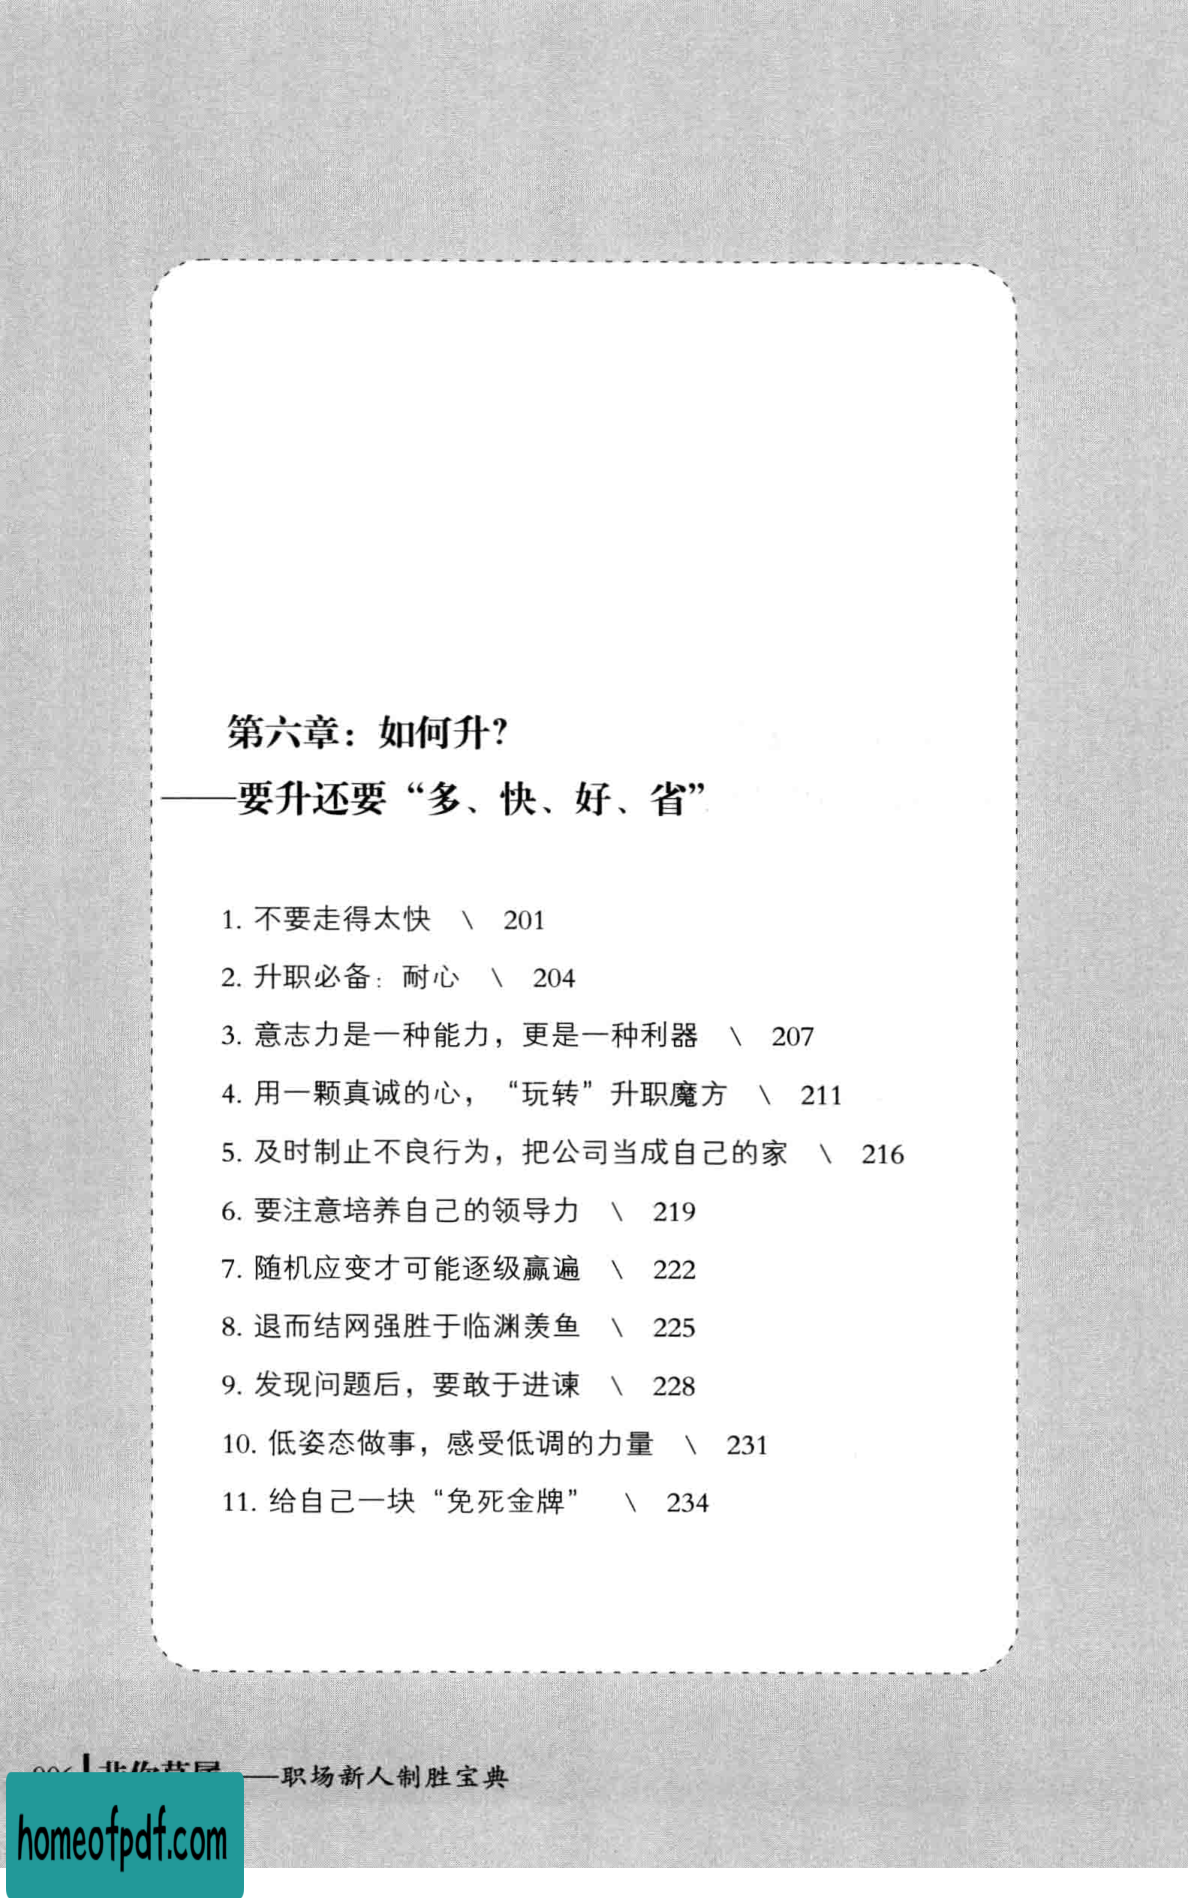 第六章：如何升？
——要升还要“多、快、好、省”
1. 不要走得太快 \ 201
2. 升职必备：耐心 \ 204
3. 意志力是一种能力，更是一种利器 \ 207
4. 用一颗真诚的心，“玩转”升职魔方 \ 211
5. 及时制止不良行为，把公司当成自己的家 \ 216
6. 要注意培养自己的领导力 \ 219
7. 随机应变才可能逐级赢遍 \ 222
8. 退而结网强胜于临渊羡鱼 \ 225
9. 发现问题后，要敢于进谏 \ 228
10. 低姿态做事，感受低调的力量 \ 231
11. 给自己一块“免死金牌” \ 234
——职场新人制胜宝典
homeofpdf.com